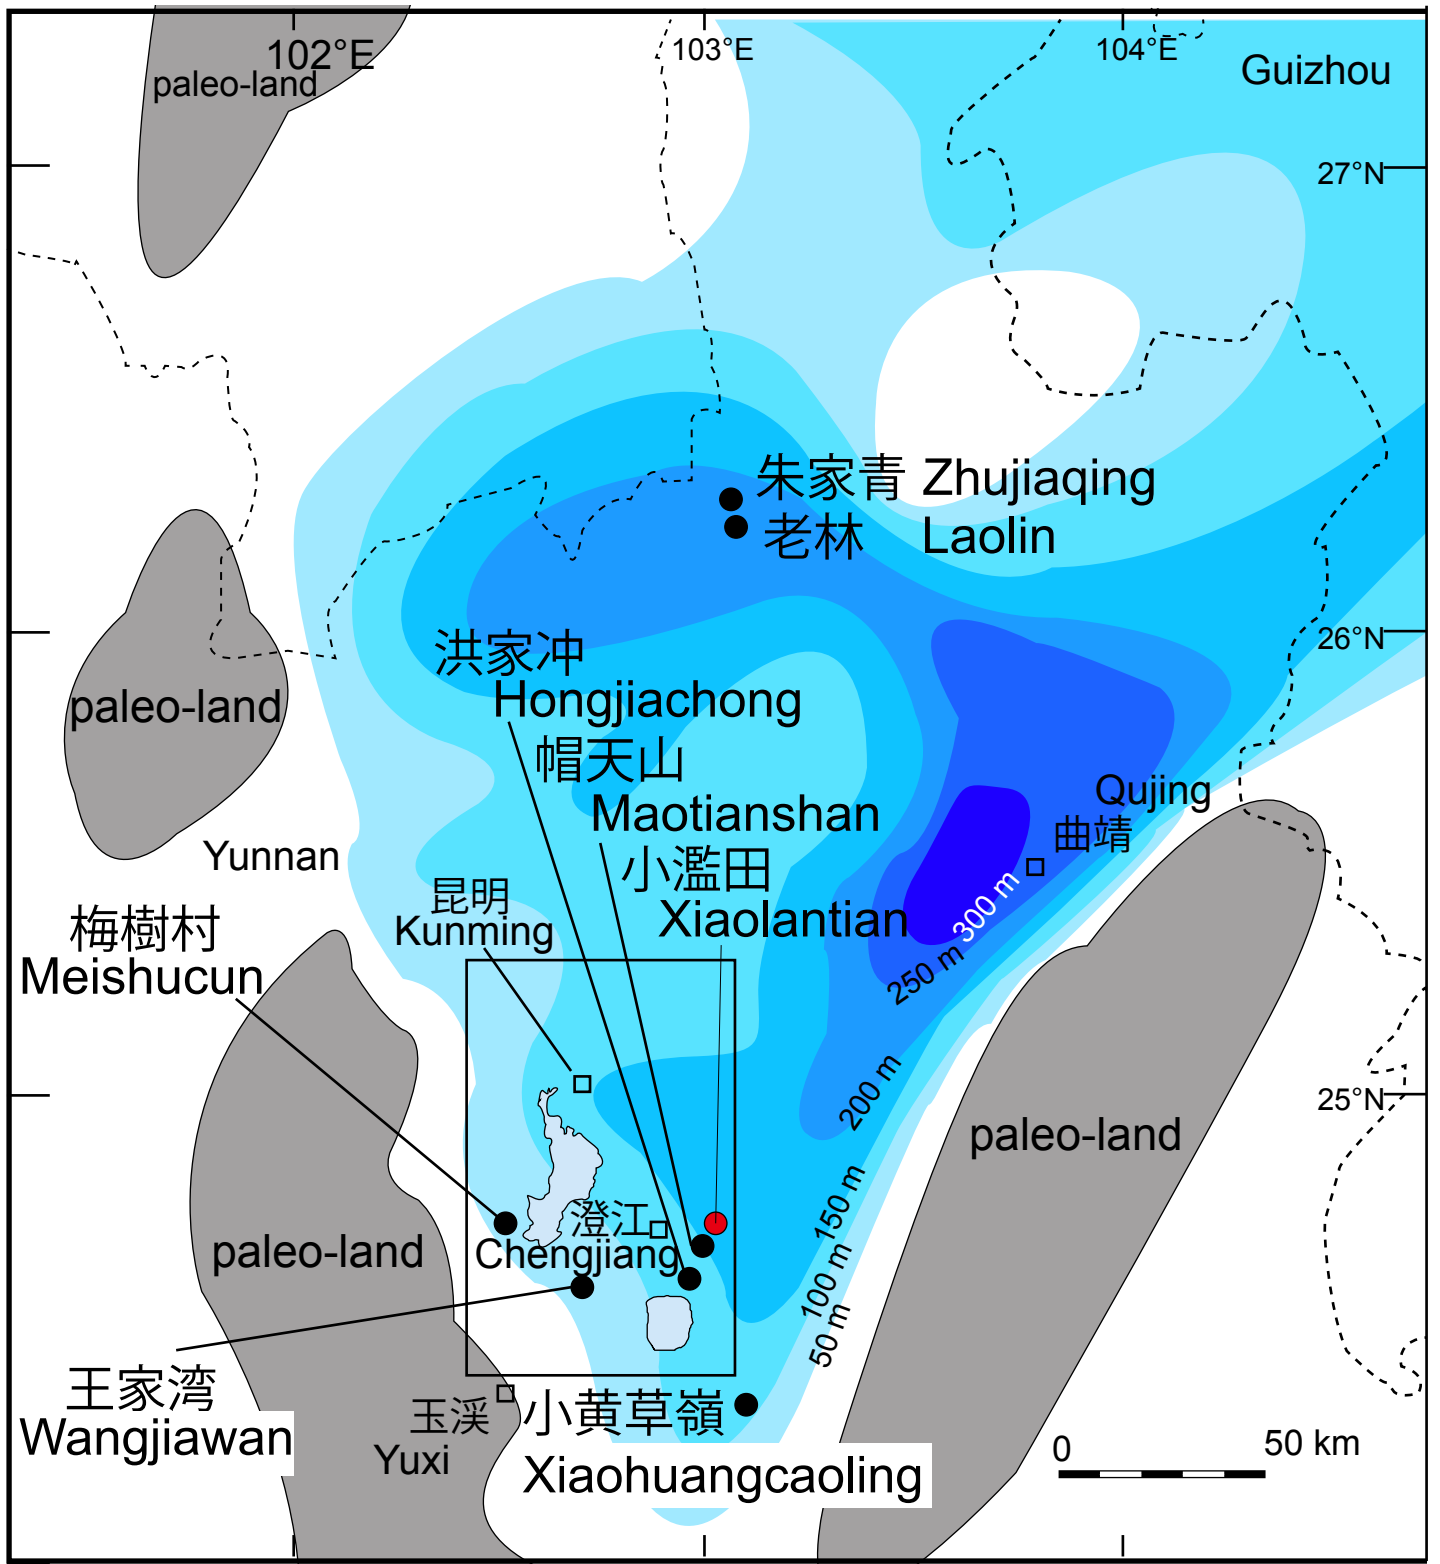 102°E
103°E
104°E
paleo-land
Guizhou
27°N
朱家青 Zhujiaqing
老林 Laolin
26°N
洪家冲
Hongjiachong
paleo-land
帽天山
Maotianshan
Qujing
曲靖
小濫田
Xiaolantian
Yunnan
昆明
Kunming
梅樹村
Meishucun
300 m
250 m
200 m
150 m
100 m
50 m
25°N
paleo-land
澄江
Chengjiang
paleo-land
王家湾
Wangjiawan
玉渓
Yuxi
小黄草嶺
Xiaohuangcaoling
0 50 km